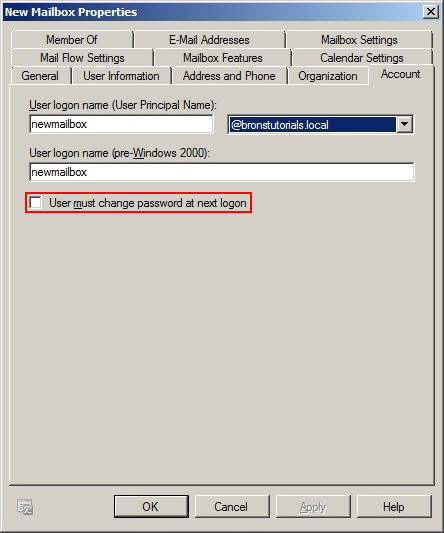 New Mailbox Properties
Member Of E-Mail Addresses Mailbox Settings
Mail Flow Settings Mailbox Features Calendar Settings
General User Information Address and Phone Organization Account
User logon name (User Principal Name):
newmailbox @bronstutorials.local
User logon name (pre-Windows 2000):
newmailbox
User must change password at next logon
OK Cancel Apply Help